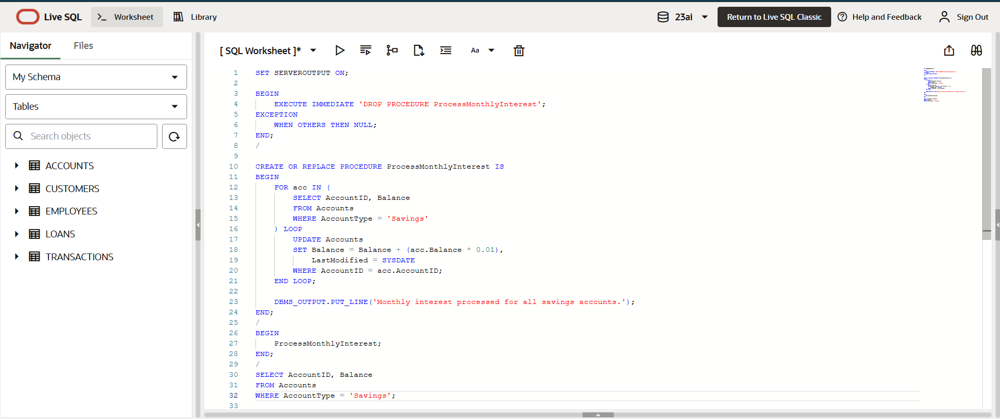 Live SQL
Worksheet
Library
23ai
Return to Live SQL Classic
Help and Feedback
Sign Out
Navigator
Files
My Schema
Tables
Search objects
ACCOUNTS
CUSTOMERS
EMPLOYEES
LOANS
TRANSACTIONS
[ SQL Worksheet ]*
Aa
1 SET SERVEROUTPUT ON;
2
3 BEGIN
4 EXECUTE IMMEDIATE 'DROP PROCEDURE ProcessMonthlyInterest';
5 EXCEPTION
6 WHEN OTHERS THEN NULL;
7 END;
8 /
9
10 CREATE OR REPLACE PROCEDURE ProcessMonthlyInterest IS
11 BEGIN
12 FOR acc IN (
13 SELECT AccountID, Balance
14 FROM Accounts
15 WHERE AccountType = 'Savings'
16 ) LOOP
17 UPDATE Accounts
18 SET Balance = Balance + (acc.Balance * 0.01),
19 LastModified = SYSDATE
20 WHERE AccountID = acc.AccountID;
21 END LOOP;
22
23 DBMS_OUTPUT.PUT_LINE('Monthly interest processed for all savings accounts.');
24 END;
25 /
26 BEGIN
27 ProcessMonthlyInterest;
28 END;
29 /
30 SELECT AccountID, Balance
31 FROM Accounts
32 WHERE AccountType = 'Savings';
33